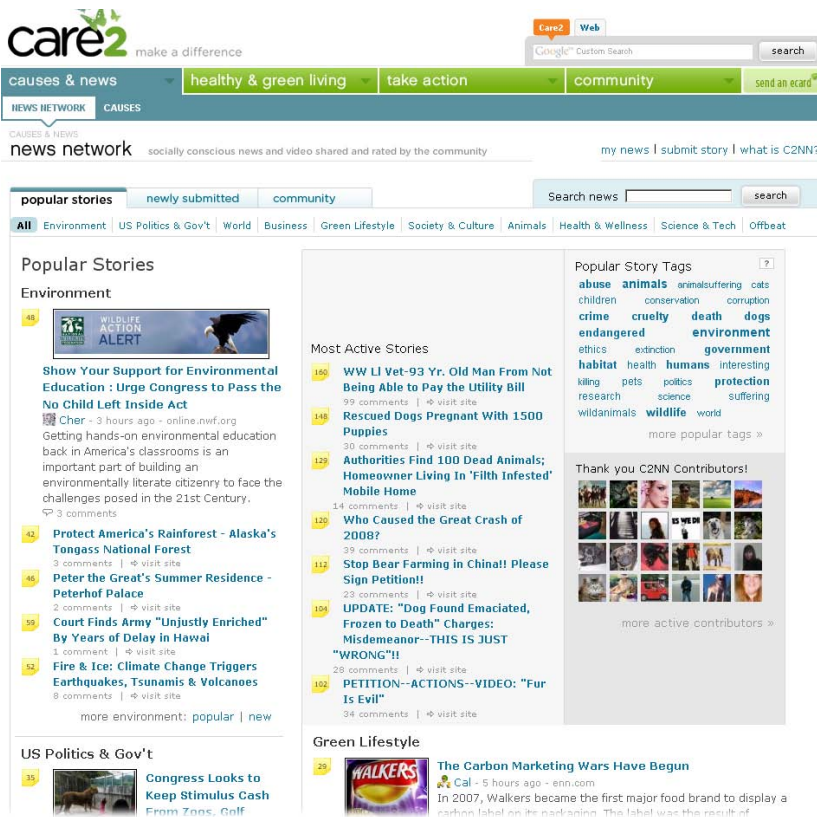 care2 make a difference
Care2 Web
Google™ Custom Search search
causes & news healthy & green living take action community send an ecard
NEWS NETWORK CAUSES
CAUSES & NEWS
news network socially conscious news and video shared and rated by the community my news | submit story | what is C2NN?
popular stories newly submitted community Search news search
All Environment US Politics & Gov't World Business Green Lifestyle Society & Culture Animals Health & Wellness Science & Tech Offbeat
Popular Stories
Environment
48
WILDLIFE
ACTION
ALERT
Show Your Support for Environmental
Education : Urge Congress to Pass the
No Child Left Inside Act
Cher - 3 hours ago - online.nwf.org
Getting hands-on environmental education
back in America's classrooms is an
important part of building an
environmentally literate citizenry to face the
challenges posed in the 21st Century.
3 comments
42 Protect America's Rainforest - Alaska's
Tongass National Forest
3 comments | visit site
46 Peter the Great's Summer Residence -
Peterhof Palace
2 comments | visit site
59 Court Finds Army "Unjustly Enriched"
By Years of Delay in Hawai
1 comment | visit site
52 Fire & Ice: Climate Change Triggers
Earthquakes, Tsunamis & Volcanoes
8 comments | visit site
more environment: popular | new
US Politics & Gov't
35 Congress Looks to
Keep Stimulus Cash
From Zoos, Golf
Most Active Stories
160 WW Ll Vet-93 Yr. Old Man From Not
Being Able to Pay the Utility Bill
99 comments | visit site
148 Rescued Dogs Pregnant With 1500
Puppies
30 comments | visit site
129 Authorities Find 100 Dead Animals;
Homeowner Living In 'Filth Infested'
Mobile Home
14 comments | visit site
120 Who Caused the Great Crash of
2008?
39 comments | visit site
112 Stop Bear Farming in China!! Please
Sign Petition!!
23 comments | visit site
104 UPDATE: "Dog Found Emaciated,
Frozen to Death" Charges:
Misdemeanor--THIS IS JUST
"WRONG"!!
28 comments | visit site
102 PETITION--ACTIONS--VIDEO: "Fur
Is Evil"
34 comments | visit site
Popular Story Tags ?
abuse animals animalsuffering cats
children conservation corruption
crime cruelty death dogs
endangered environment
ethics extinction government
habitat health humans interesting
killing pets politics protection
research science suffering
wildanimals wildlife world
more popular tags »
Thank you C2NN Contributors!
more active contributors »
Green Lifestyle
29 WALKERS
The Carbon Marketing Wars Have Begun
Cal - 5 hours ago - enn.com
In 2007, Walkers became the first major food brand to display a
carbon label on its packaging. The label was the result of